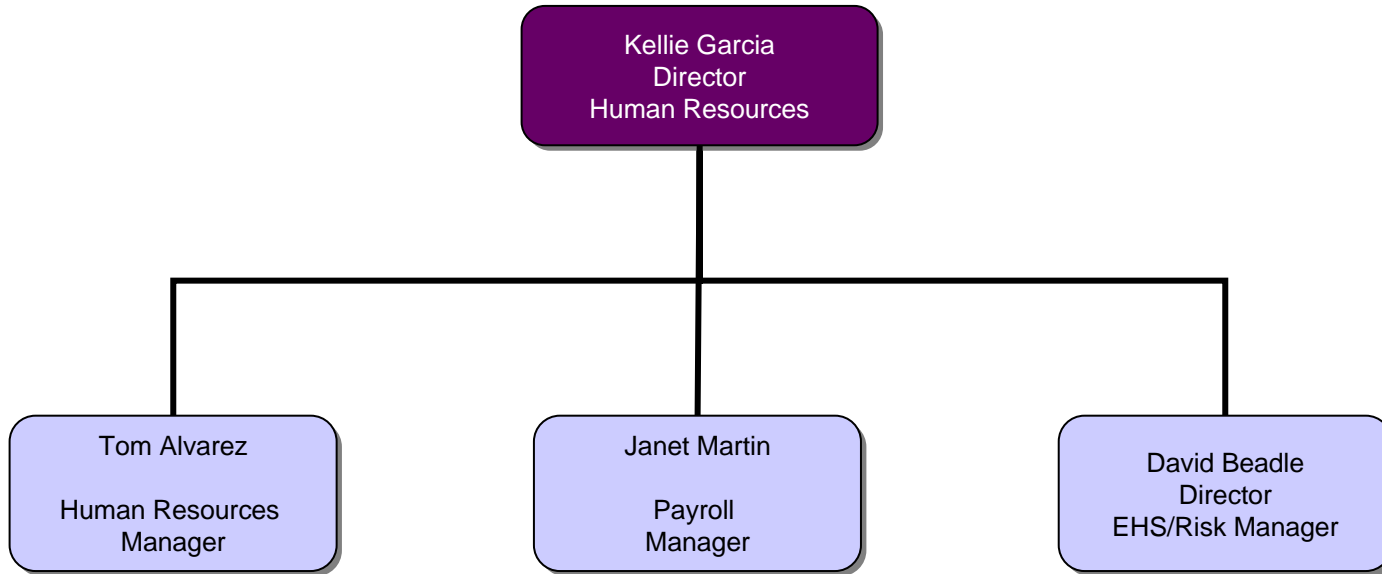 Kellie Garcia
Director
Human Resources
Tom Alvarez
Human Resources
Manager
Janet Martin
Payroll
Manager
David Beadle
Director
EHS/Risk Manager